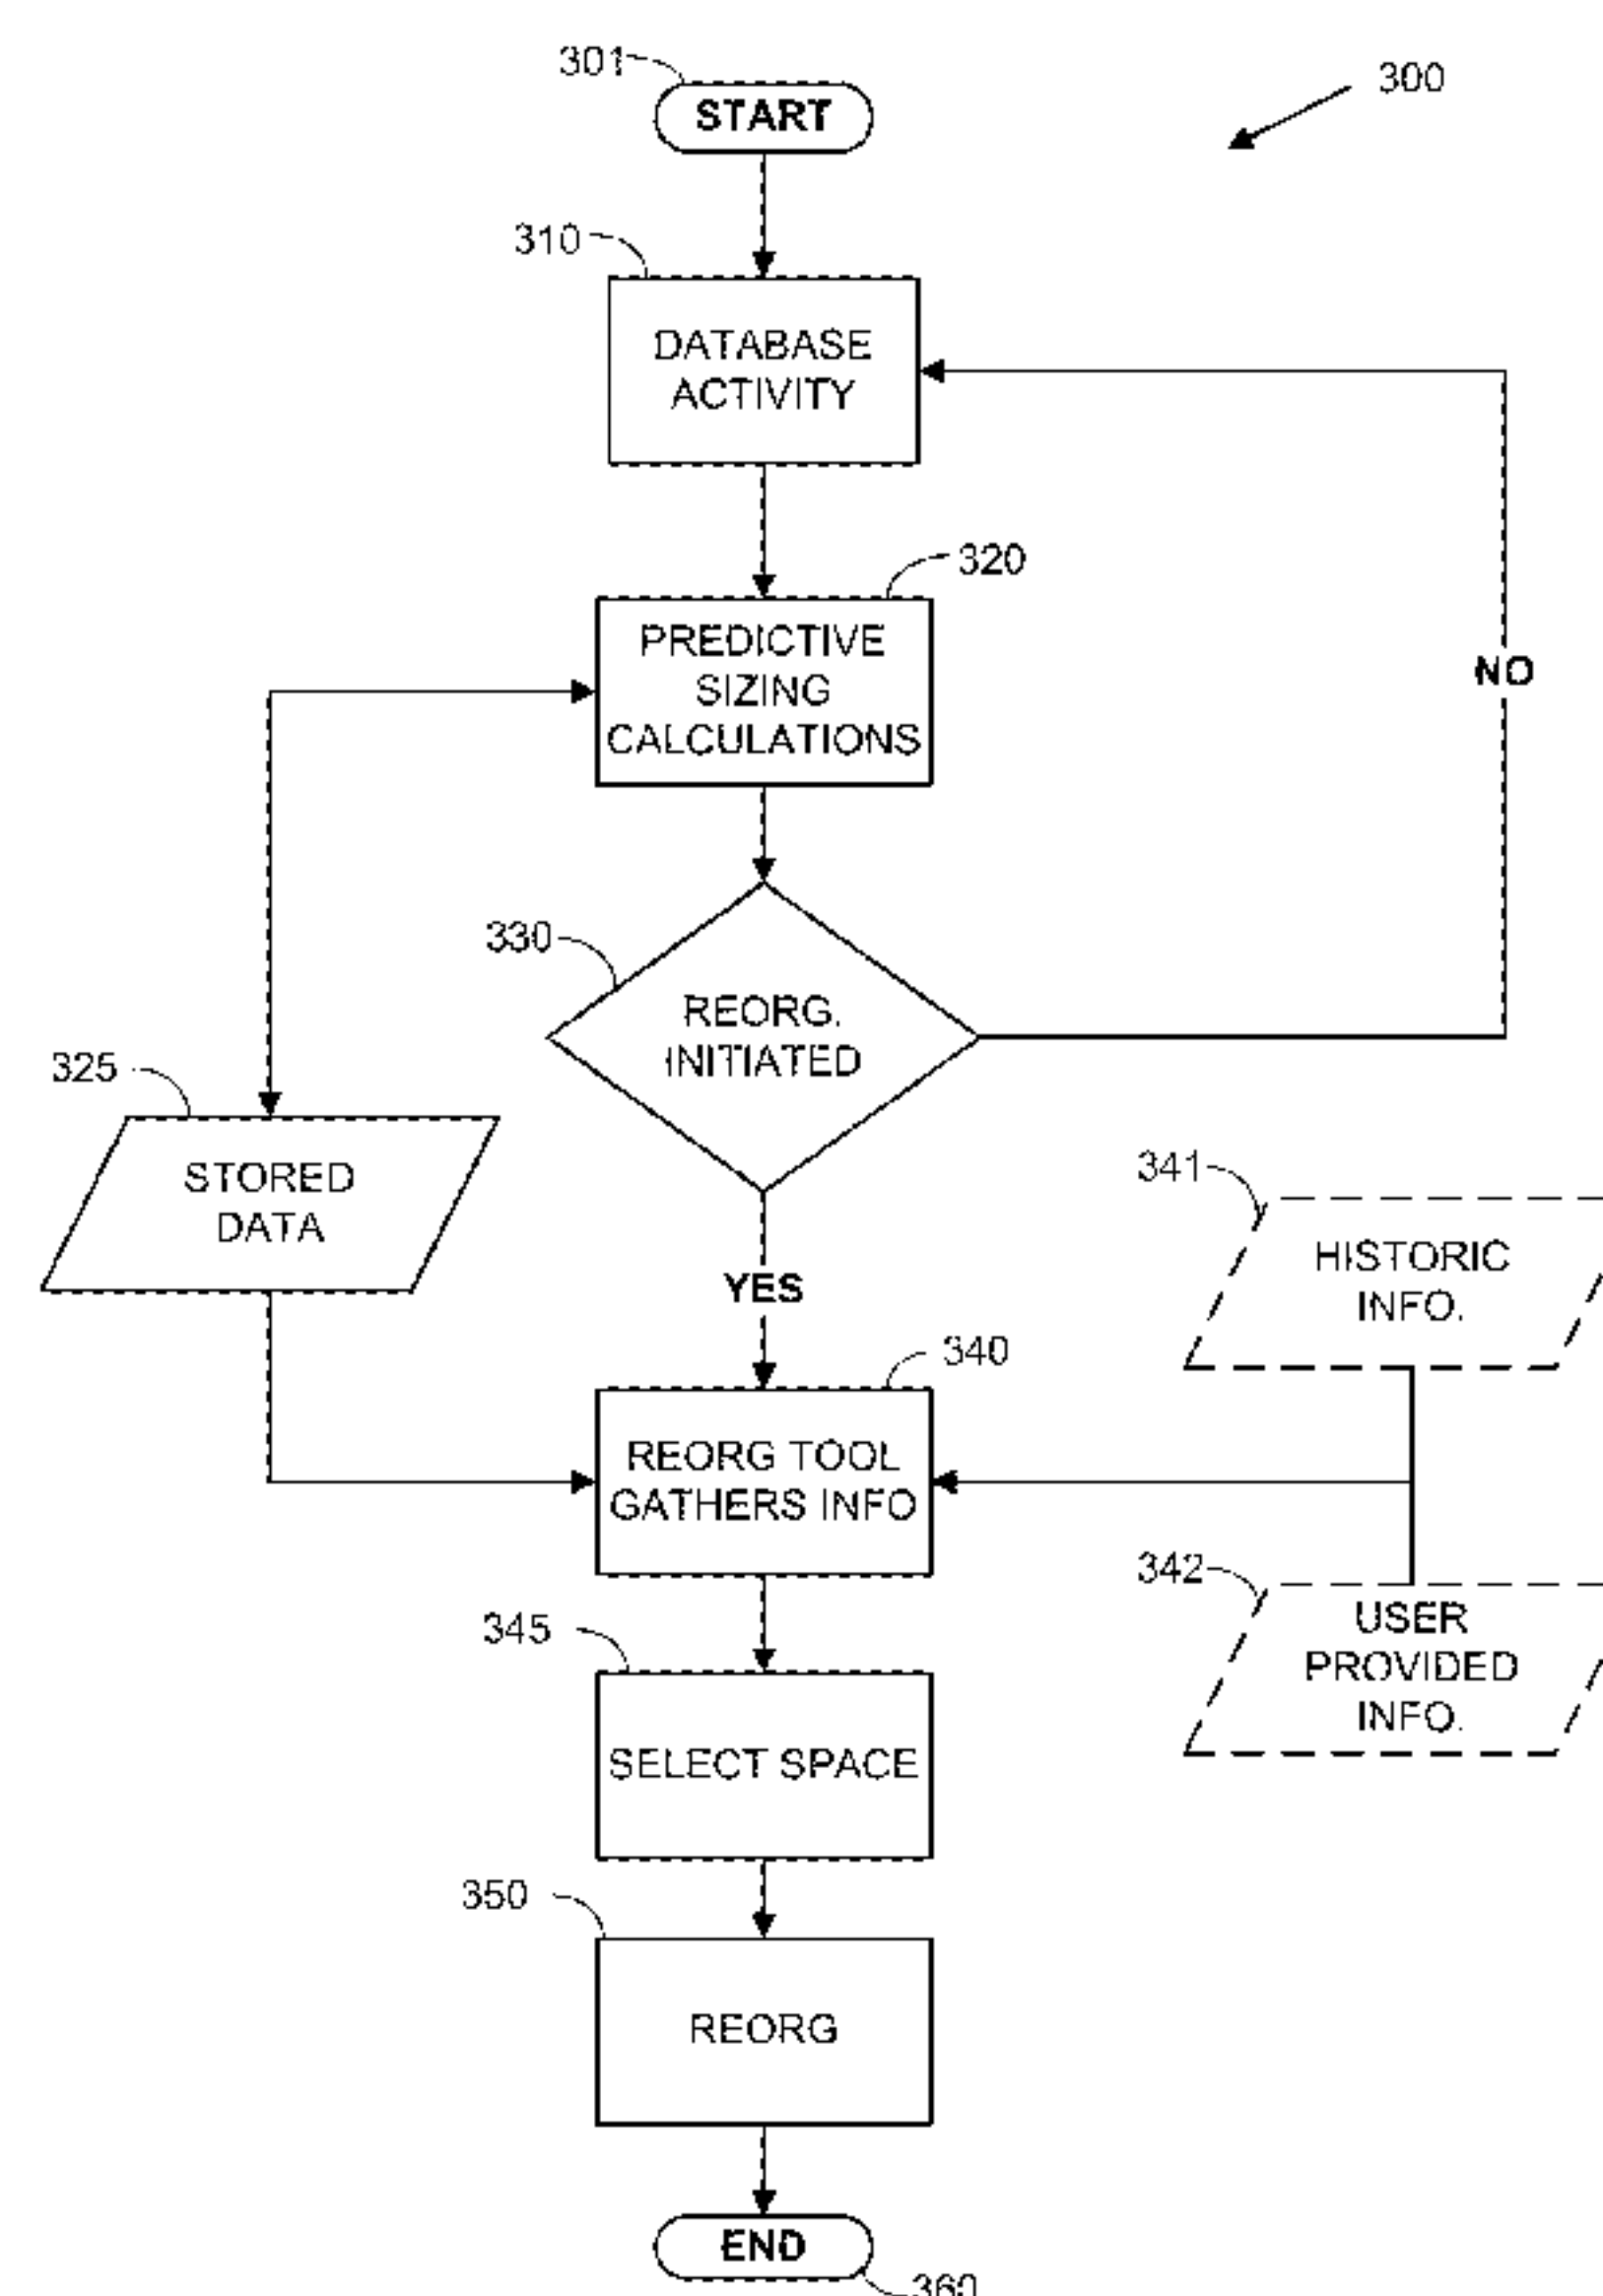 301
START
300
310
DATABASE
ACTIVITY
320
PREDICTIVE
SIZING
CALCULATIONS
NO
330
REORG.
INITIATED
325
STORED
DATA
341
HISTORIC
INFO.
YES
340
REORG TOOL
GATHERS INFO
342
USER
PROVIDED
INFO.
345
SELECT SPACE
350
REORG
END
360